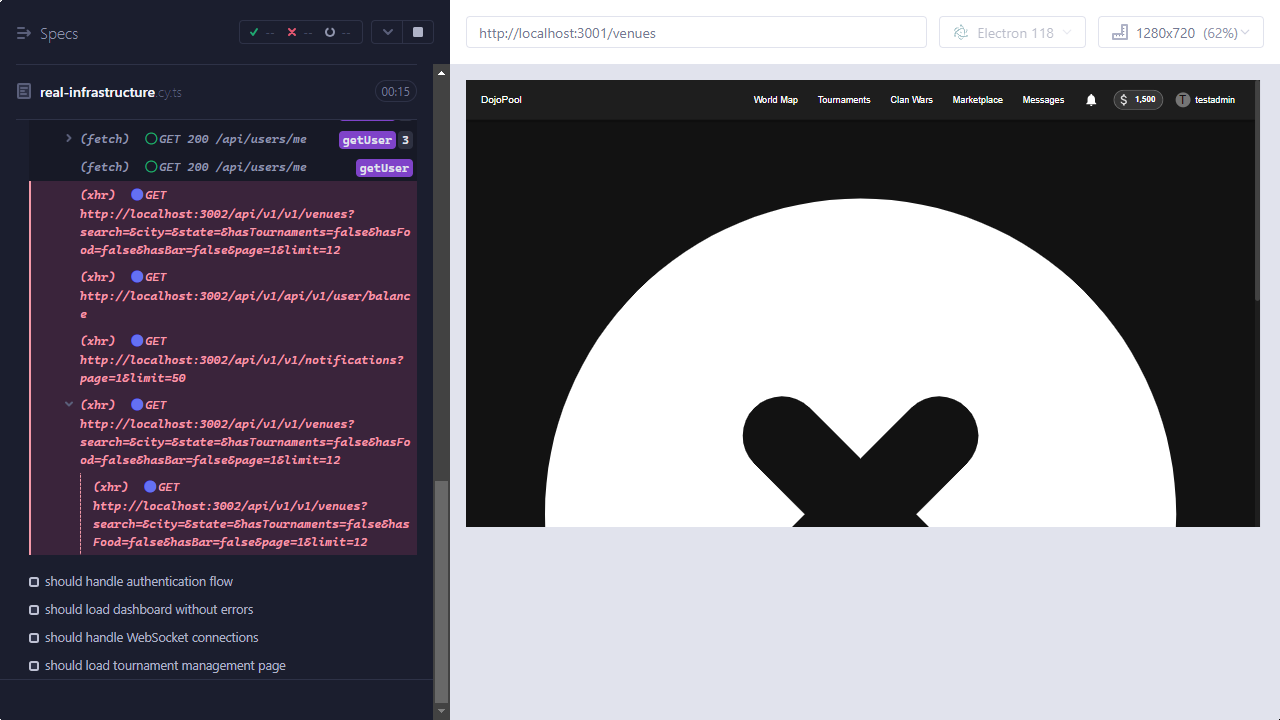 Specs
-- -- --
real-infrastructure.cy.ts
00:15
(fetch) GET 200 /api/users/me getUser 3
(fetch) GET 200 /api/users/me getUser
(xhr) GET
http://localhost:3002/api/v1/v1/venues?
search=&city=&state=&hasTournaments=false&hasFo
od=false&hasBar=false&page=1&limit=12
(xhr) GET
http://localhost:3002/api/v1/api/v1/user/balanc
e
(xhr) GET
http://localhost:3002/api/v1/v1/notifications?
page=1&limit=50
(xhr) GET
http://localhost:3002/api/v1/v1/venues?
search=&city=&state=&hasTournaments=false&hasFo
od=false&hasBar=false&page=1&limit=12
(xhr) GET
http://localhost:3002/api/v1/v1/venues?
search=&city=&state=&hasTournaments=false&has
Food=false&hasBar=false&page=1&limit=12
should handle authentication flow
should load dashboard without errors
should handle WebSocket connections
should load tournament management page
http://localhost:3001/venues
Electron 118
1280x720 (62%)
DojoPool
World Map
Tournaments
Clan Wars
Marketplace
Messages
$ 1,500
T testadmin